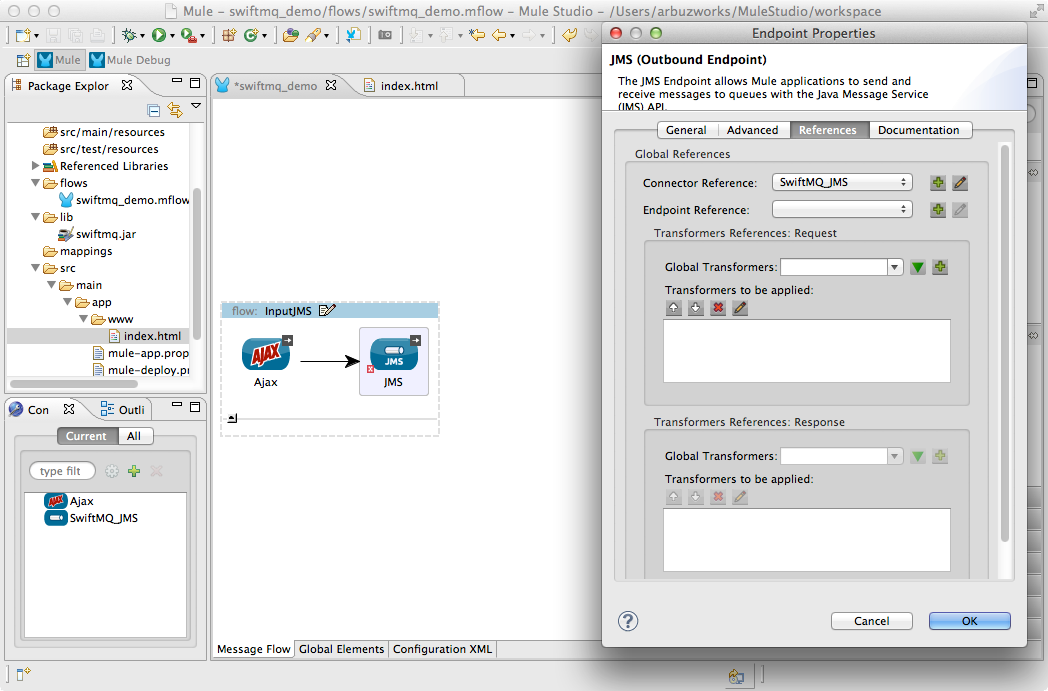 Mule – swiftmq_demo/flows/swiftmq_demo.mflow – Mule Studio – /Users/arbuzworks/MuleStudio/workspace
Mule
Mule Debug
Package Explor
src/main/resources
src/test/resources
Referenced Libraries
flows
swiftmq_demo.mflow
lib
swiftmq.jar
mappings
src
main
app
www
index.html
mule-app.prop
mule-deploy.pr
Con
Outli
Current
All
type filt
Ajax
SwiftMQ_JMS
*swiftmq_demo
index.html
flow: InputJMS
AJAX
JMS
Ajax
JMS
Message Flow
Global Elements
Configuration XML
Endpoint Properties
JMS (Outbound Endpoint)
The JMS Endpoint allows Mule applications to send and
receive messages to queues with the Java Message Service
(JMS) API.
General
Advanced
References
Documentation
Global References
Connector Reference:
SwiftMQ_JMS
Endpoint Reference:
Transformers References: Request
Global Transformers:
Transformers to be applied:
Transformers References: Response
Global Transformers:
Transformers to be applied:
?
Cancel
OK